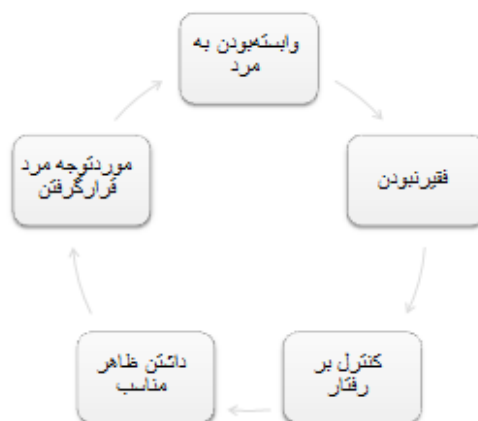 وابسته‌بودن به
مرد
فقیرنبودن
کنترل بر
رفتار
داشتن ظاهر
مناسب
موردتوجه مرد
قرارگرفتن